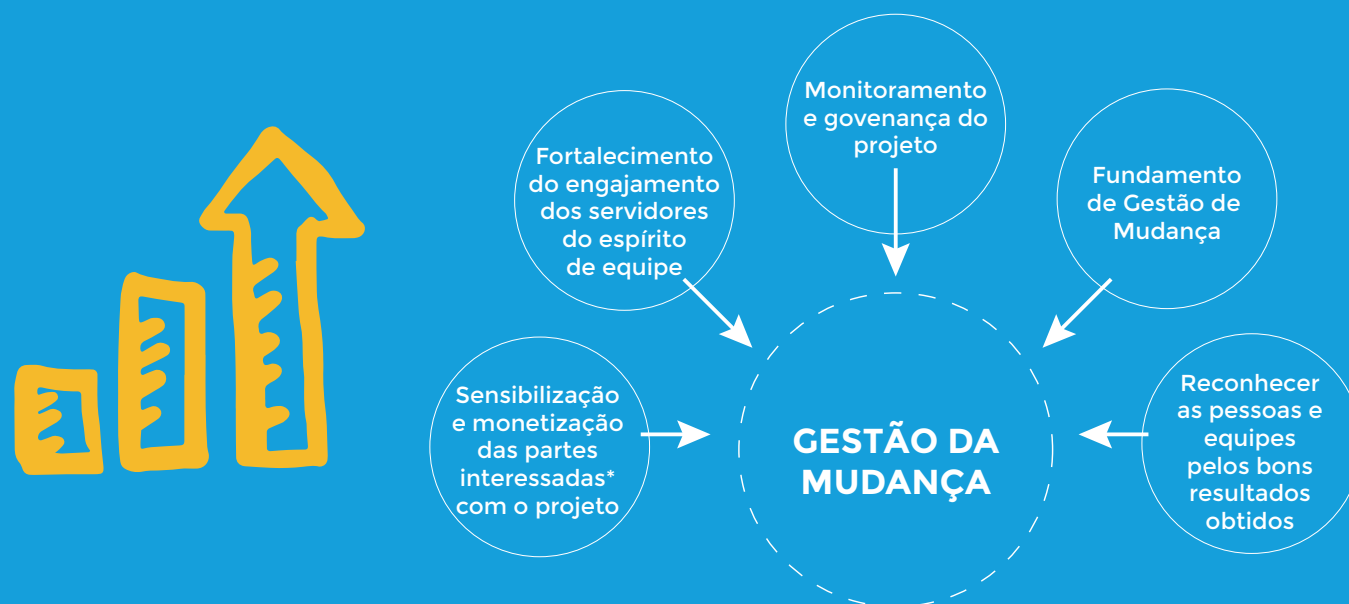 Monitoramento
e govenança do
projeto
Fortalecimento
do engajamento
dos servidores
do espírito
de equipe
Fundamento
de Gestão de
Mudança
Sensibilização
e monetização
das partes
interessadas*
com o projeto
GESTÃO DA
MUDANÇA
Reconhecer
as pessoas e
equipes
pelos bons
resultados
obtidos